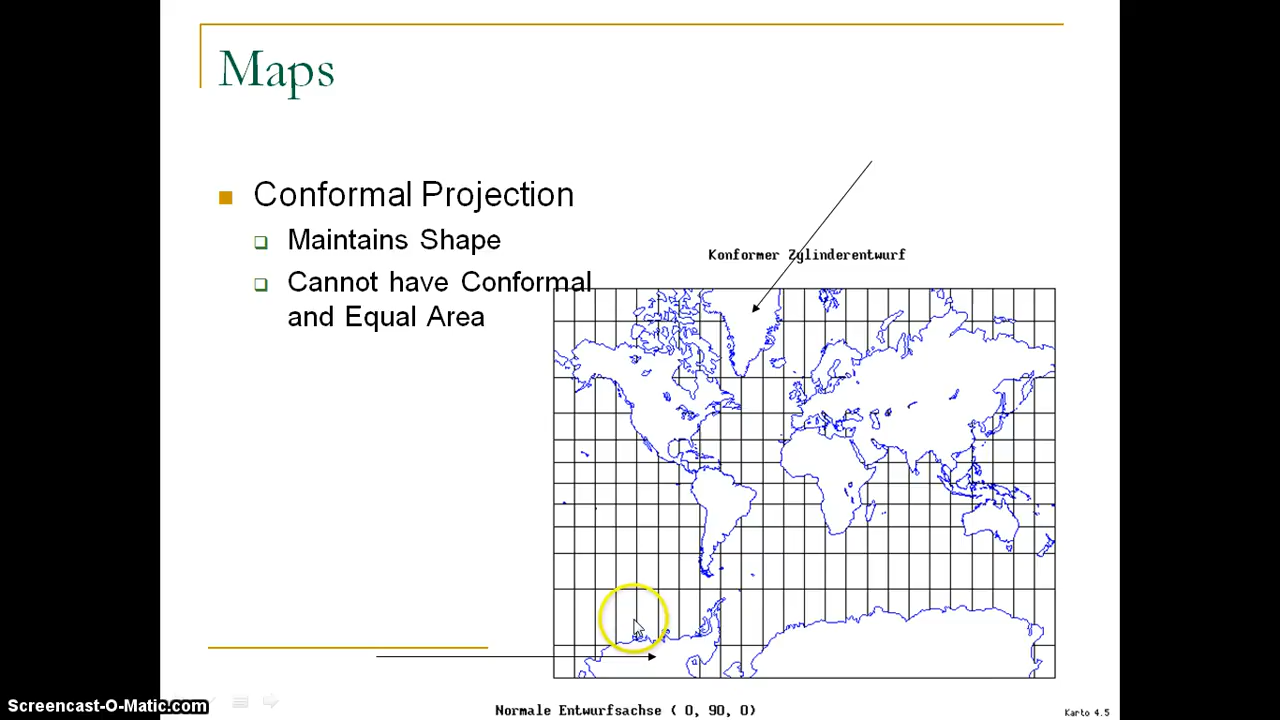 Maps
Conformal Projection
Maintains Shape
Cannot have Conformal
and Equal Area
Konformer Zylinderentwurf
Normale Entwurfsachse ( 0, 90, 0)
Karto 4.5
Screencast-O-Matic.com